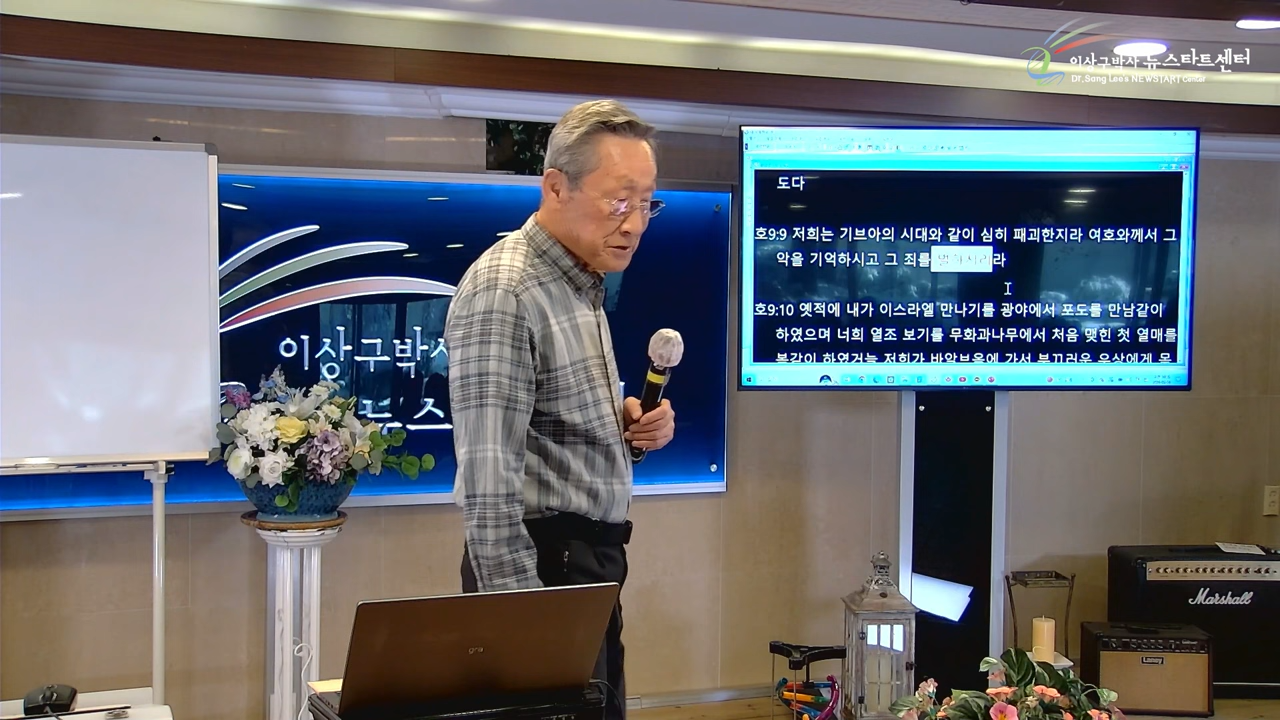 이상구박사 뉴스타트센터
Dr.Sang Lee's NEWSTART Center
도다
호9:9 저희는 기브아의 시대와 같이 심히 패괴한지라 여호와께서 그
악을 기억하시고 그 죄를 벌하시리라
호9:10 옛적에 내가 이스라엘 만나기를 광야에서 포도를 만남같이
하였으며 너희 열조 보기를 무화과나무에서 처음 맺힌 첫 열매를
봄같이 하였거늘 저희가 바알브올에 가서 부끄러운 우상에게 몸
이상구박사
뉴스
gram
Marshall
Laney